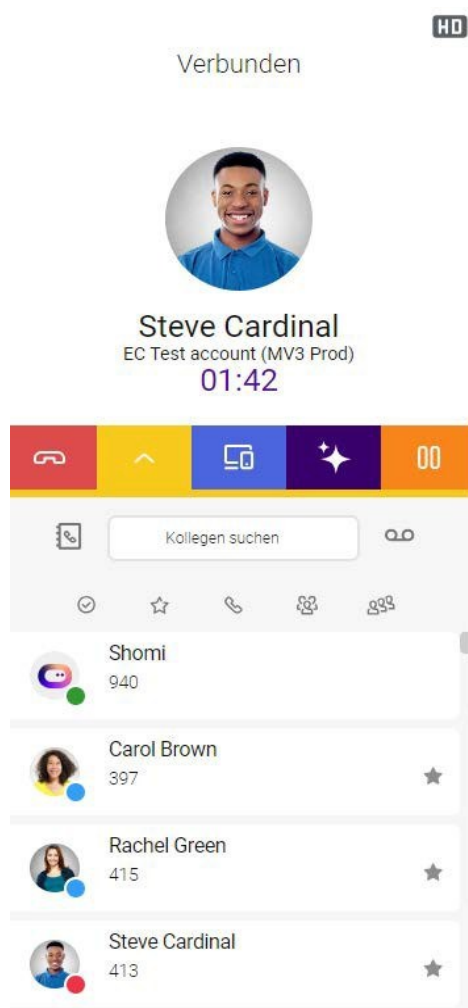 HD
Verbunden
Steve Cardinal
EC Test account (MV3 Prod)
01:42
Kollegen suchen
Shomi
940
Carol Brown
397
Rachel Green
415
Steve Cardinal
413